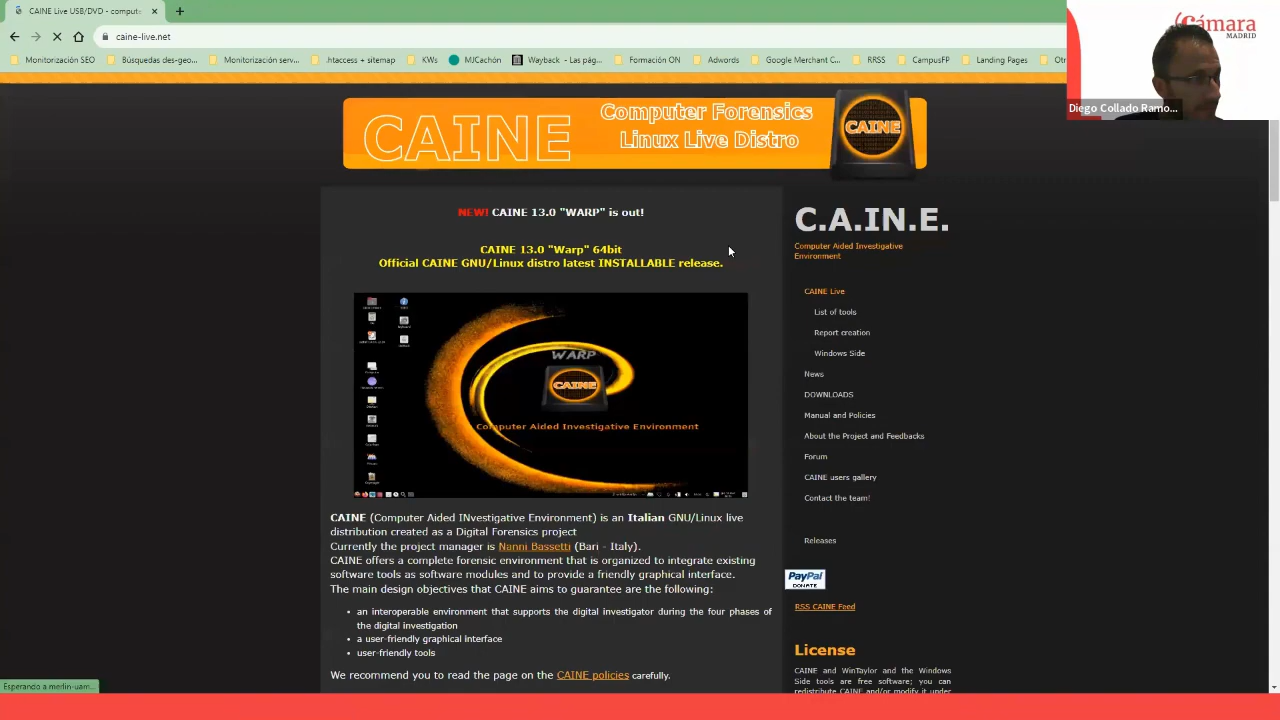 CAINE Live USB/DVD - compute
caine-live.net
Monitorización SEO
Búsquedas des-geo...
Monitorización serv...
.htaccess + sitemap
KWs
MJCachón
Wayback - Las pág...
Formación ON
Adwords
Google Merchant C...
RRSS
CampusFP
Landing Pages
Otr
Cámara
MADRID
Diego Collado Ramo...
CAINE
Computer Forensics
Linux Live Distro
CAINE
NEW! CAINE 13.0 "WARP" is out!
CAINE 13.0 "Warp" 64bit
Official CAINE GNU/Linux distro latest INSTALLABLE release.
WARP
CAINE
Computer Aided Investigative Environment
CAINE (Computer Aided INvestigative Environment) is an Italian GNU/Linux live
distribution created as a Digital Forensics project
Currently the project manager is Nanni Bassetti (Bari - Italy).
CAINE offers a complete forensic environment that is organized to integrate existing
software tools as software modules and to provide a friendly graphical interface.
The main design objectives that CAINE aims to guarantee are the following:
an interoperable environment that supports the digital investigator during the four phases of
the digital investigation
a user-friendly graphical interface
user-friendly tools
We recommend you to read the page on the CAINE policies carefully.
C.A.IN.E.
Computer Aided Investigative
Environment
CAINE Live
List of tools
Report creation
Windows Side
News
DOWNLOADS
Manual and Policies
About the Project and Feedbacks
Forum
CAINE users gallery
Contact the team!
Releases
PayPal
DONATE
RSS CAINE Feed
License
CAINE and WinTaylor and the Windows
Side tools are free software; you can
redistribute CAINE and/or modify it under
Esperando a merlin-uam...